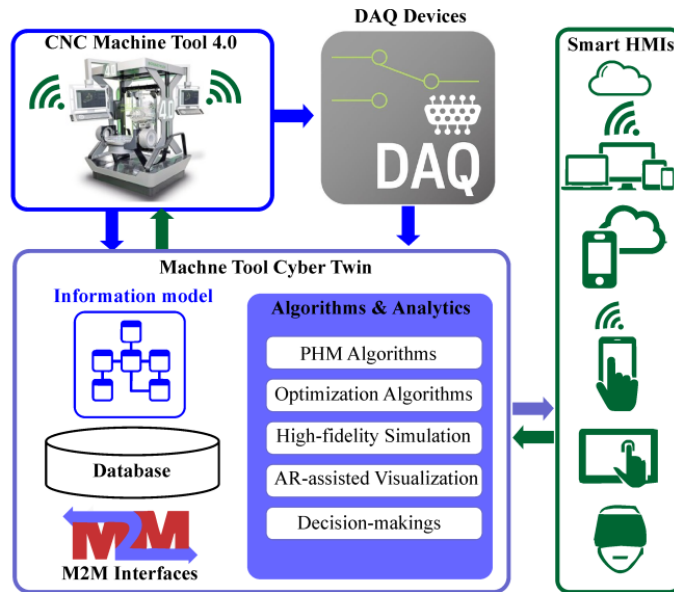 CNC Machine Tool 4.0
DAQ Devices
DAQ
Smart HMIs
Machne Tool Cyber Twin
Information model
Database
M2M
M2M Interfaces
Algorithms & Analytics
PHM Algorithms
Optimization Algorithms
High-fidelity Simulation
AR-assisted Visualization
Decision-makings